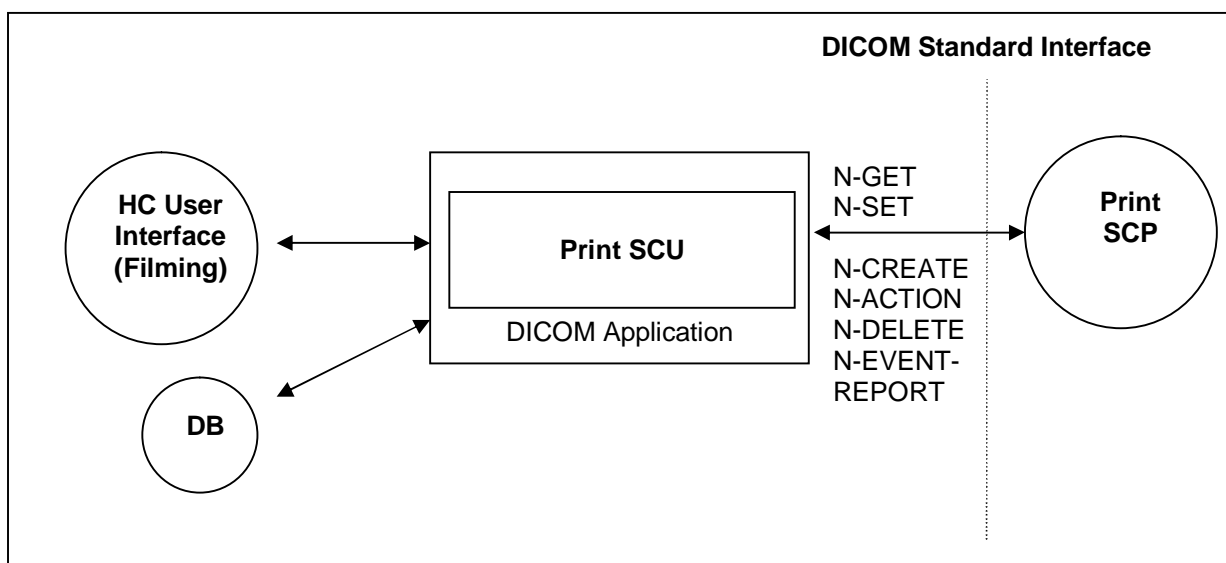 DICOM Standard Interface
HC User
Interface
(Filming)
DB
Print SCU
DICOM Application
N-GET
N-SET
N-CREATE
N-ACTION
N-DELETE
N-EVENT-
REPORT
Print
SCP